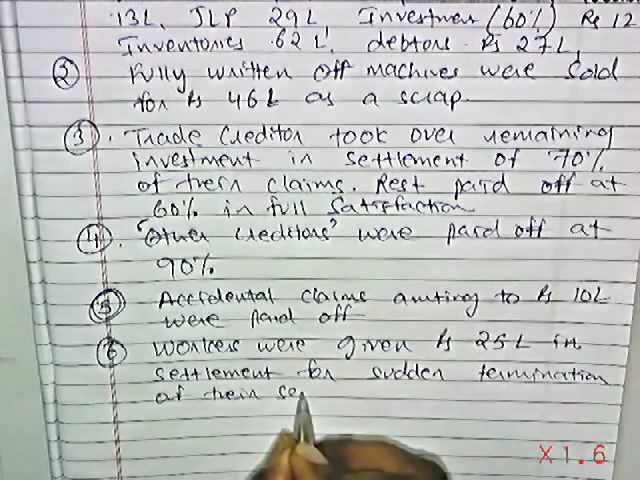 13L, JLP 29L Investment (60%) Rs 12
Inventories 62L, debtors Rs 27L,
2 Fully written off machines were sold
for Rs 46L as a scrap.
3. Trade Creditor took over remaining
investment in settlement of 70%
of their claims. Rest paid off at
60% in full satisfaction
4. 'Other creditors' were paid off at
90%.
5 Accidental claims amting to Rs 10L
were paid off
6 Workers were given Rs 25L in
settlement for sudden termination
of their se
X1.6